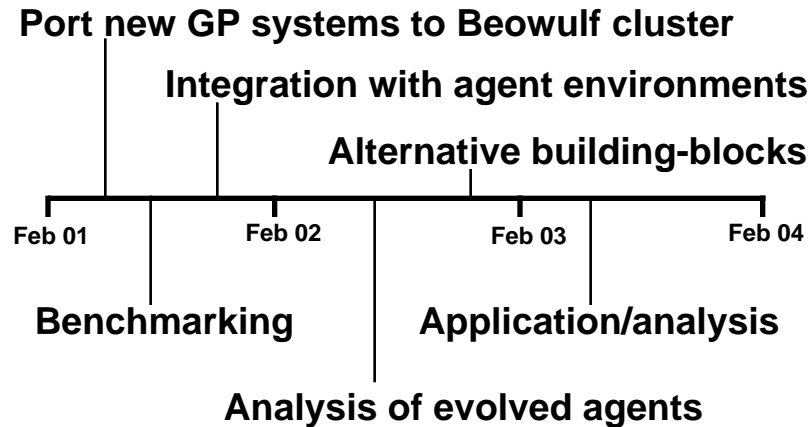 Port new GP systems to Beowulf cluster
Integration with agent environments
Alternative building-blocks
Feb 01
Feb 02
Feb 03
Feb 04
Benchmarking
Application/analysis
Analysis of evolved agents